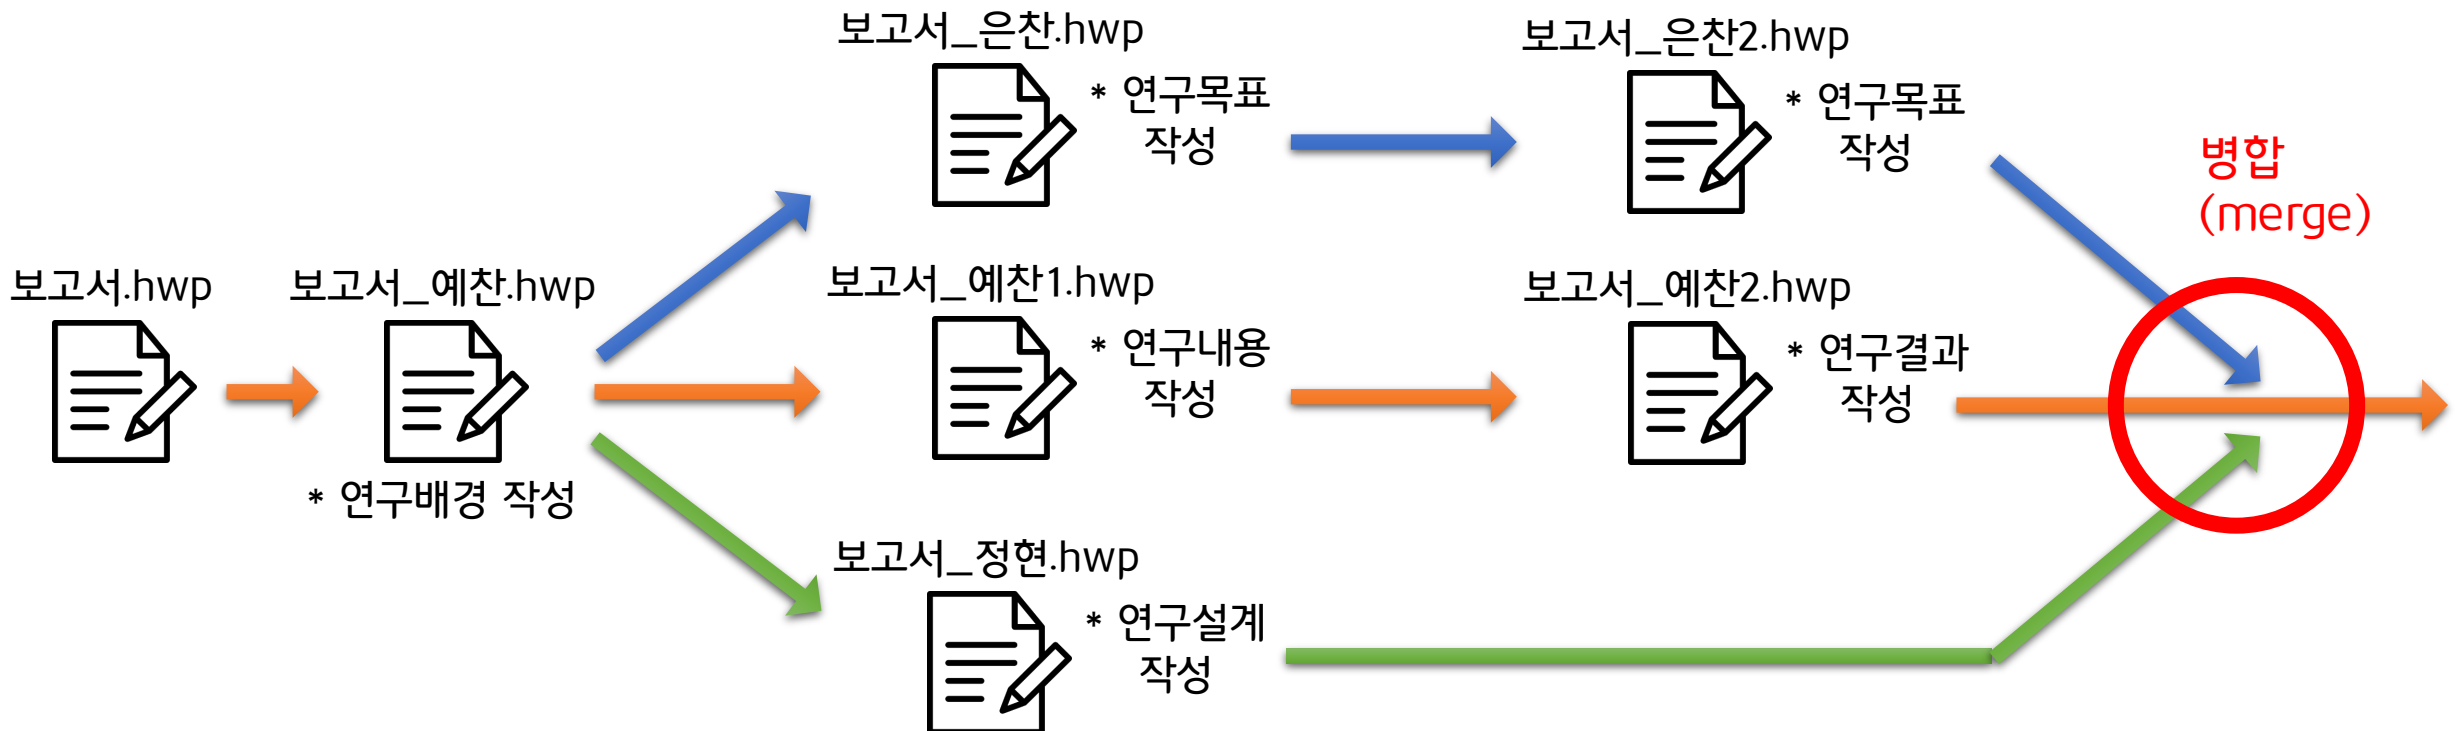 보고서.hwp
보고서_예찬.hwp
* 연구배경 작성
보고서_은찬.hwp
* 연구목표
작성
보고서_은찬2.hwp
* 연구목표
작성
보고서_예찬1.hwp
* 연구내용
작성
보고서_예찬2.hwp
* 연구결과
작성
보고서_정현.hwp
* 연구설계
작성
병합
(merge)